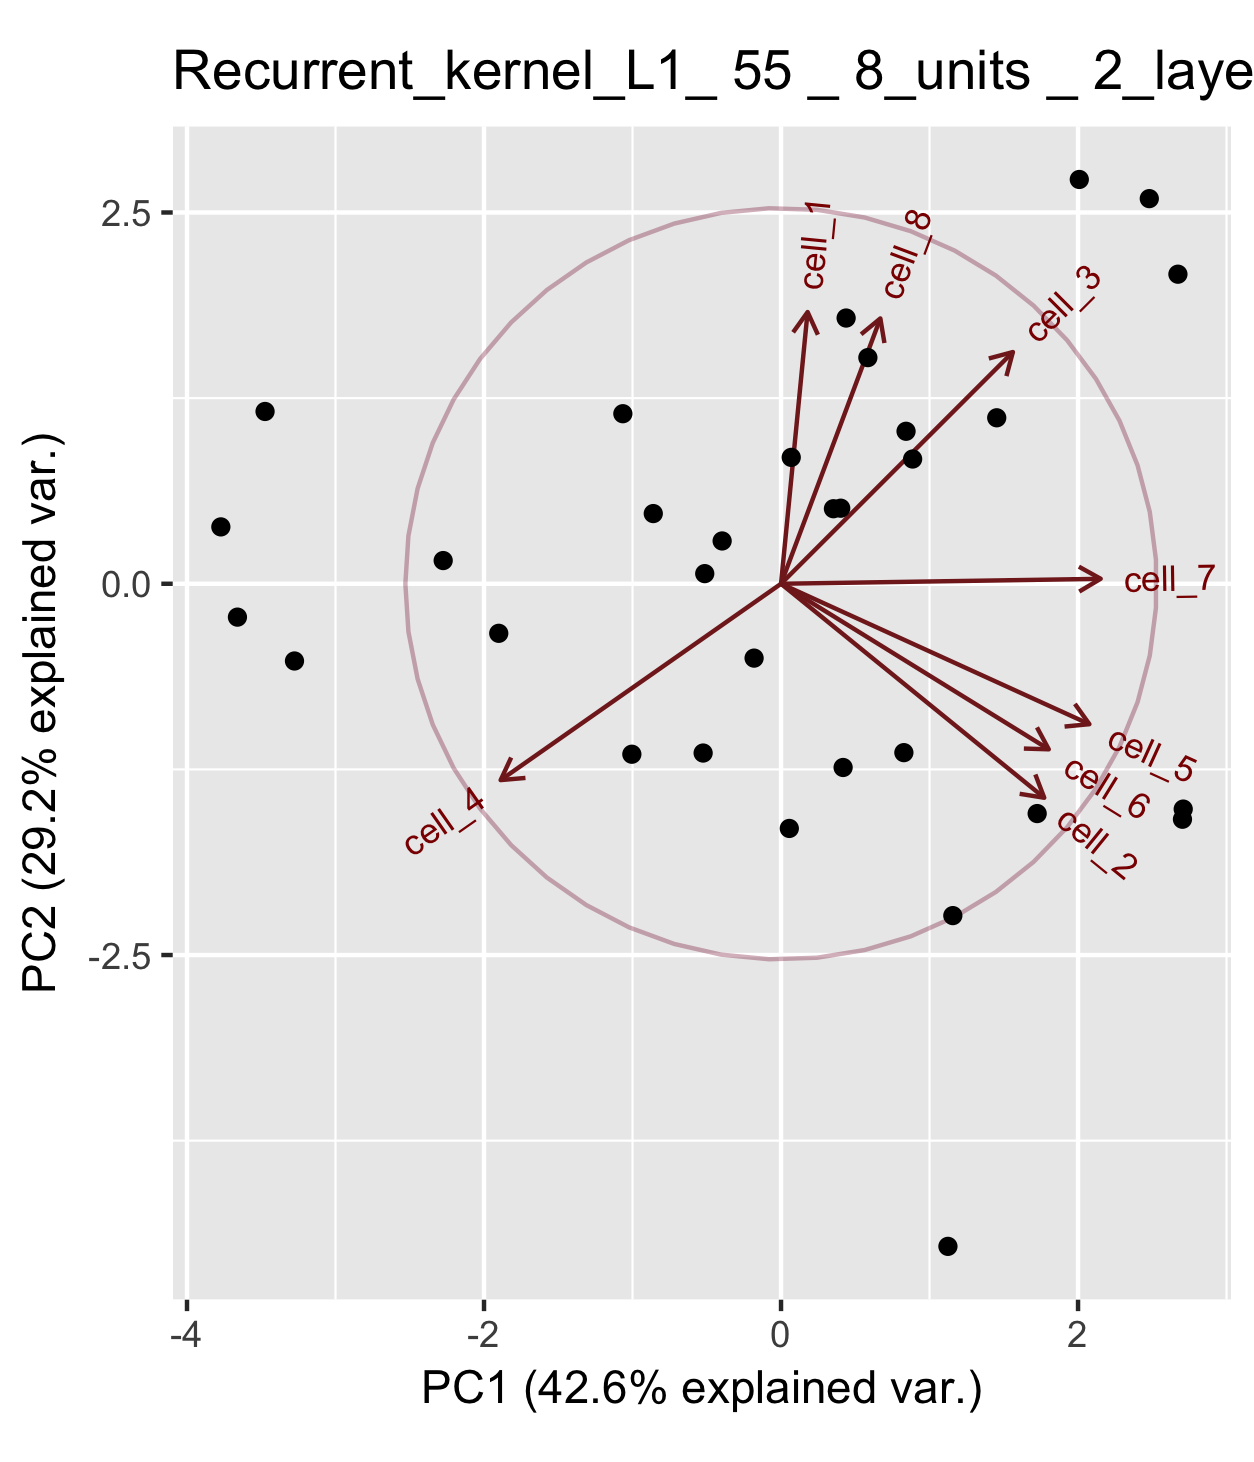 Recurrent_kernel_L1_ 55 _ 8_units _ 2_laye
PC2 (29.2% explained var.)
2.5
0.0
-2.5
cell_1
cell_8
cell_3
cell_7
cell_5
cell_6
cell_2
cell_4
-4
-2
0
2
PC1 (42.6% explained var.)